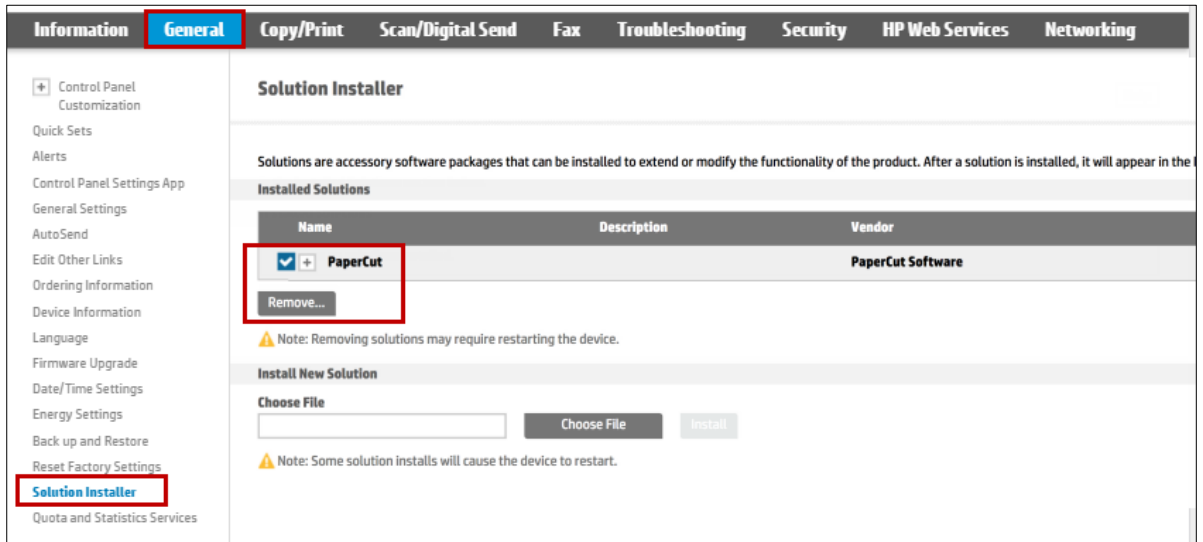 Information General Copy/Print Scan/Digital Send Fax Troubleshooting Security HP Web Services Networking
Control Panel
Customization
Quick Sets
Alerts
Control Panel Settings App
General Settings
AutoSend
Edit Other Links
Ordering Information
Device Information
Language
Firmware Upgrade
Date/Time Settings
Energy Settings
Back up and Restore
Reset Factory Settings
Solution Installer
Quota and Statistics Services
Solution Installer
Solutions are accessory software packages that can be installed to extend or modify the functionality of the product. After a solution is installed, it will appear in the
Installed Solutions
Name Description Vendor
PaperCut PaperCut Software
Remove...
Note: Removing solutions may require restarting the device.
Install New Solution
Choose File
Choose File Install
Note: Some solution installs will cause the device to restart.